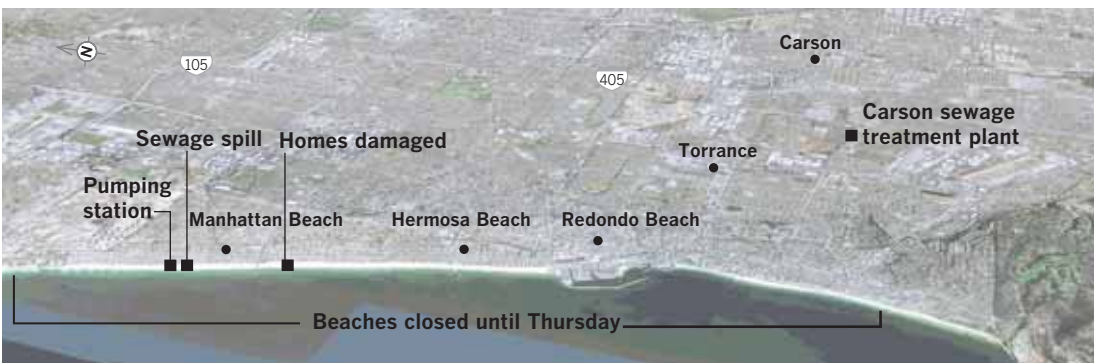 N
105
405
Carson
Carson sewage
treatment plant
Sewage spill
Homes damaged
Torrance
Pumping
station
Manhattan Beach
Hermosa Beach
Redondo Beach
Beaches closed until Thursday